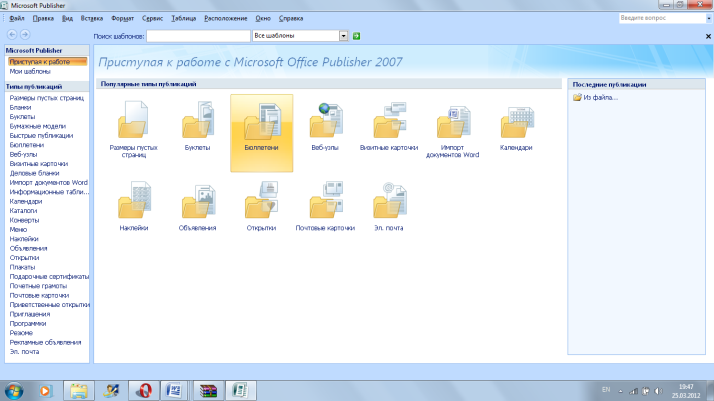 Microsoft Publisher
Файл Правка Вид Вставка Формат Сервис Таблица Расположение Окно Справка
Введите вопрос
Поиск шаблонов:
Все шаблоны
Microsoft Publisher
Приступая к работе
Мои шаблоны
Типы публикаций
Размеры пустых страниц
Бланки
Буклеты
Бумажные модели
Быстрые публикации
Бюллетени
Веб-узлы
Визитные карточки
Деловые бланки
Импорт документов Word
Информационные табли...
Календари
Каталоги
Конверты
Меню
Наклейки
Объявления
Открытки
Плакаты
Подарочные сертификаты
Почетные грамоты
Почтовые карточки
Приветственные открытки
Приглашения
Программки
Резюме
Рекламные объявления
Эл. почта
Приступая к работе с Microsoft Office Publisher 2007
Популярные типы публикаций
Размеры пустых
страниц
Буклеты
Бюллетени
Веб-узлы
Визитные карточки
Импорт
документов Word
Календари
Наклейки
Объявления
Открытки
Почтовые карточки
Эл. почта
Последние публикации
Из файла...
EN
19:47
25.03.2012